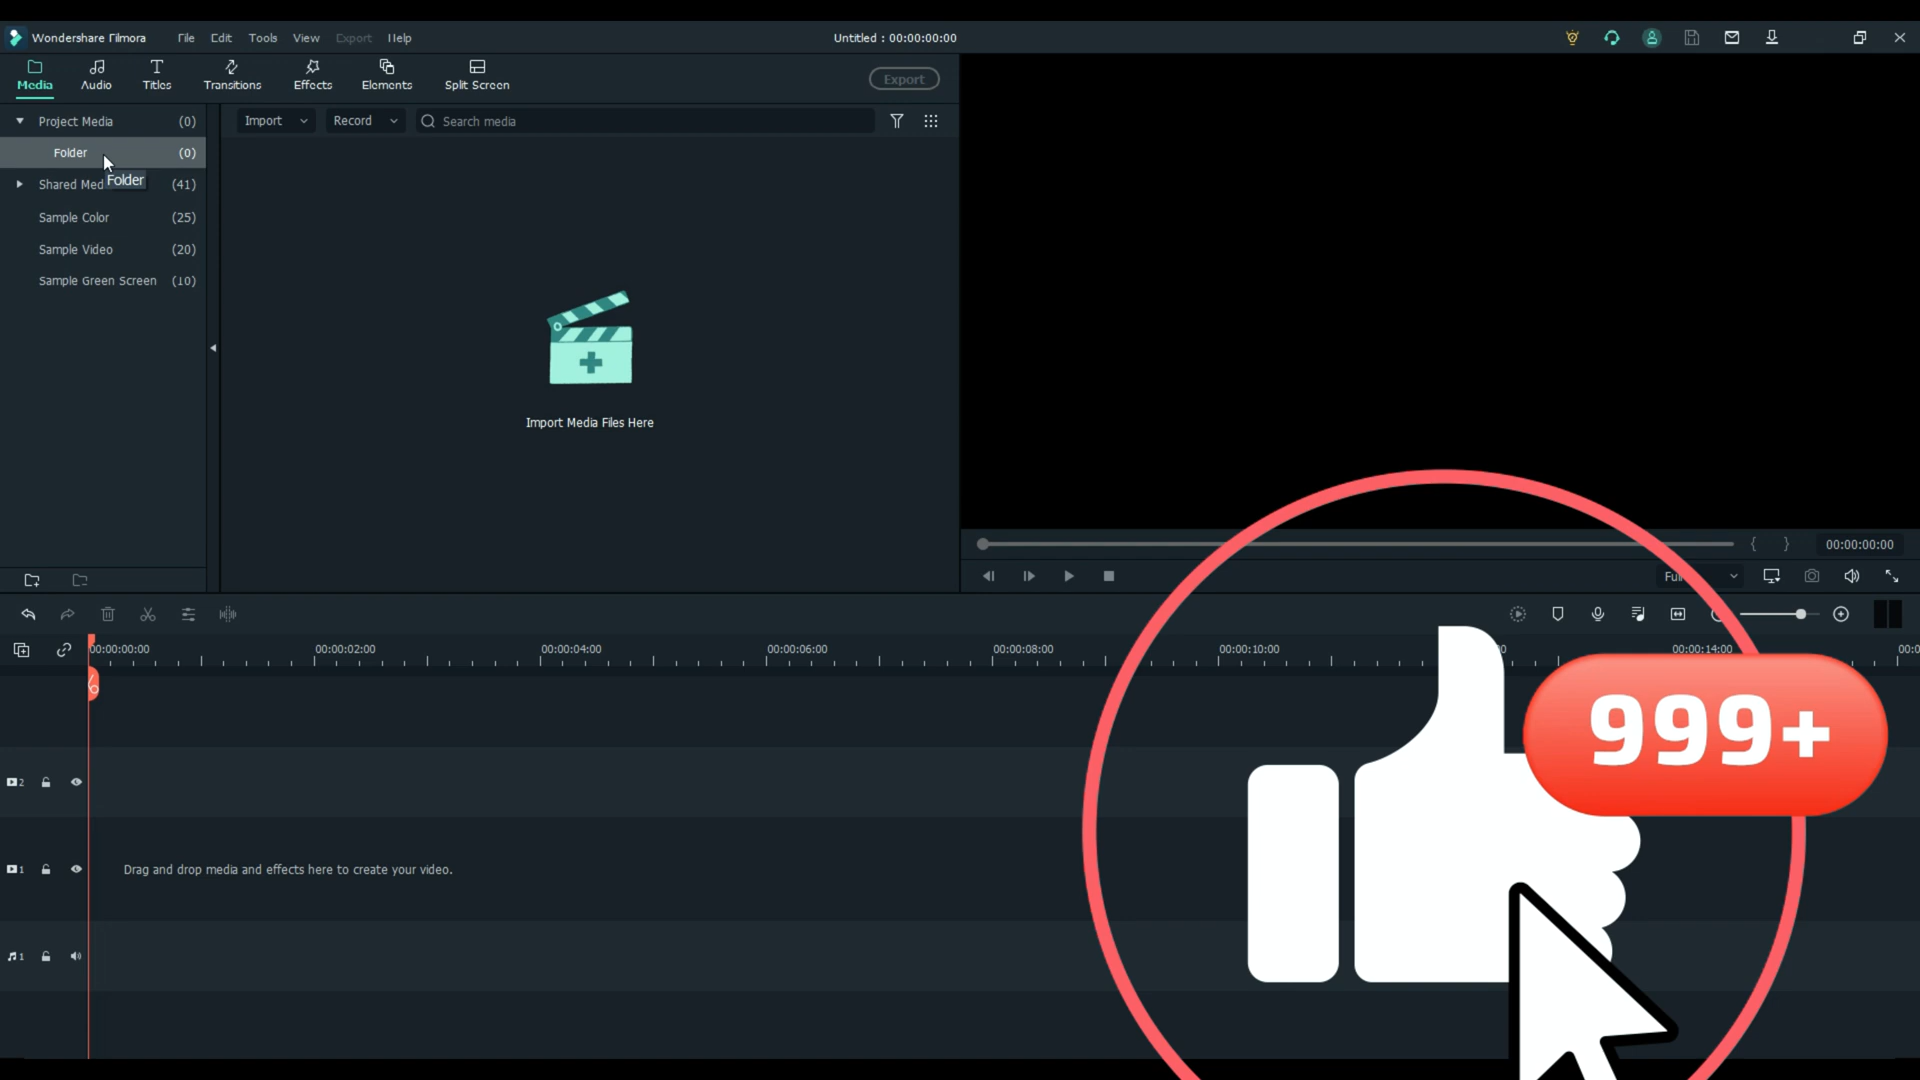 Wondershare Filmora File Edit Tools View Export Help Untitled : 00:00:00:00
Media Audio Titles Transitions Effects Elements Split Screen Export
Project Media (0) Import Record Search media
Folder (0)
Folder
Shared Med (41)
Sample Color (25)
Sample Video (20)
Sample Green Screen (10)
Import Media Files Here
{ } 00:00:00:00
Full
00:00:00:00 00:00:02:00 00:00:04:00 00:00:06:00 00:00:08:00 00:00:10:00 00:00:14:00
999+
2
1 Drag and drop media and effects here to create your video.
1